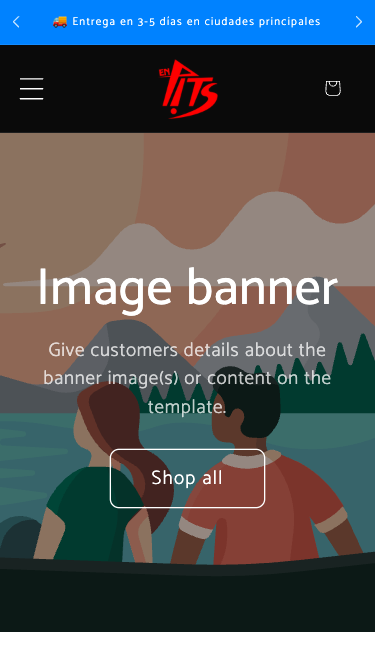 🚚 Entrega en 3-5 días en ciudades principales
EN
PITS
Image banner
Give customers details about the
banner image(s) or content on the
template.
Shop all